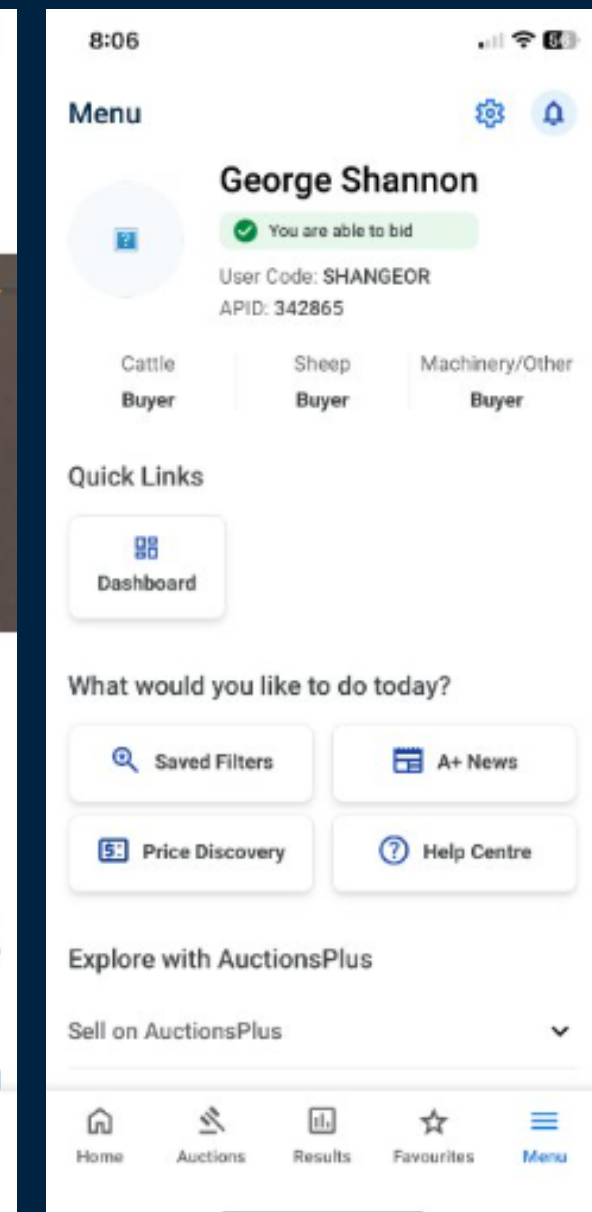 8:06
Menu
George Shannon
You are able to bid
User Code: SHANGEOR
APID: 342865
Cattle Sheep Machinery/Other
Buyer Buyer Buyer
Quick Links
Dashboard
What would you like to do today?
Saved Filters A+ News
Price Discovery Help Centre
Explore with AuctionsPlus
Sell on AuctionsPlus
Home Auctions Results Favourites Menu